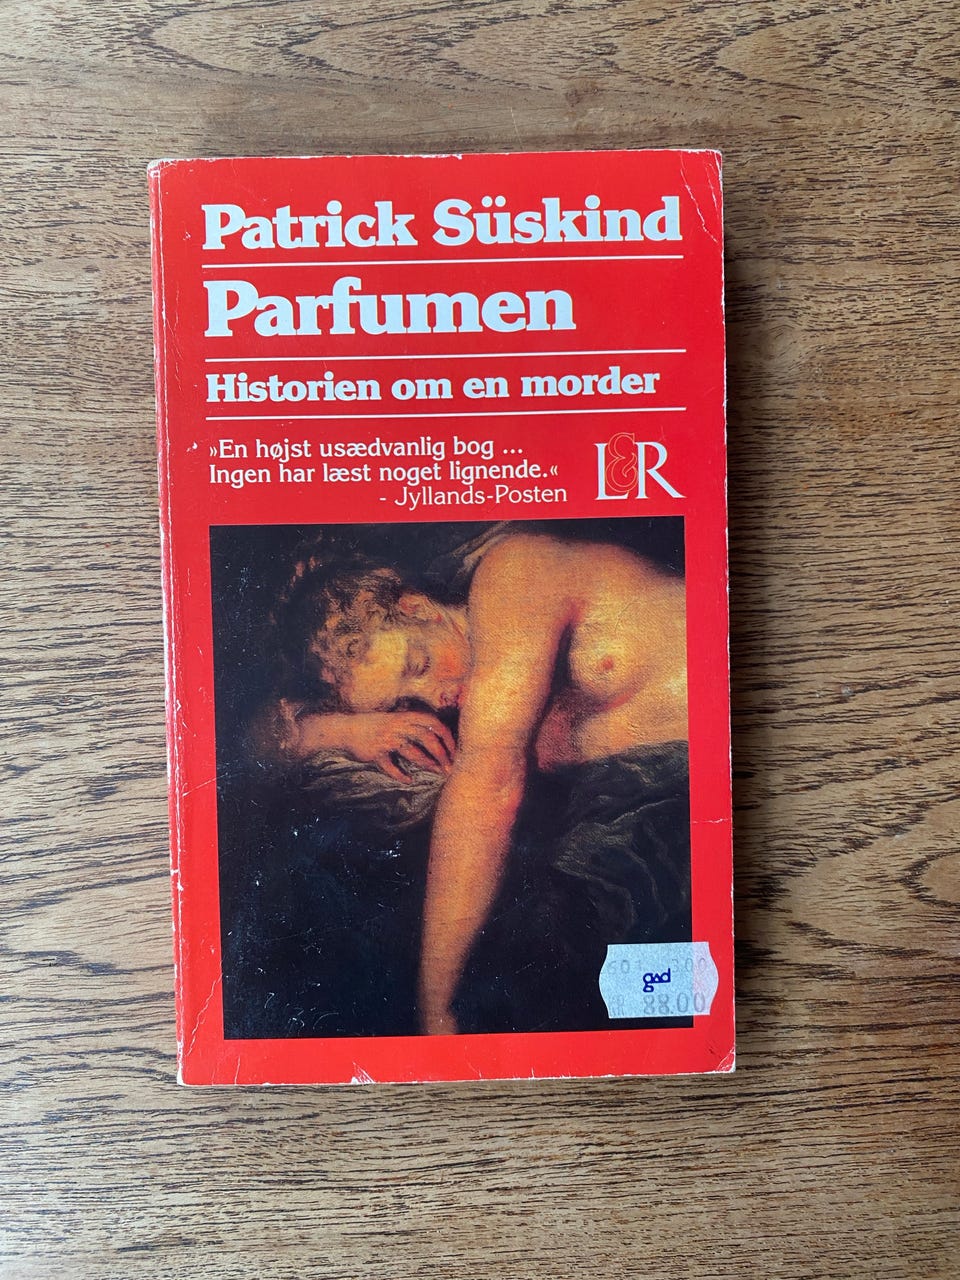 Patrick Süskind
Parfumen
Historien om en morder
»En højst usædvanlig bog ...
Ingen har læst noget lignende.«
- Jyllands-Posten
L&R
gad
88.00